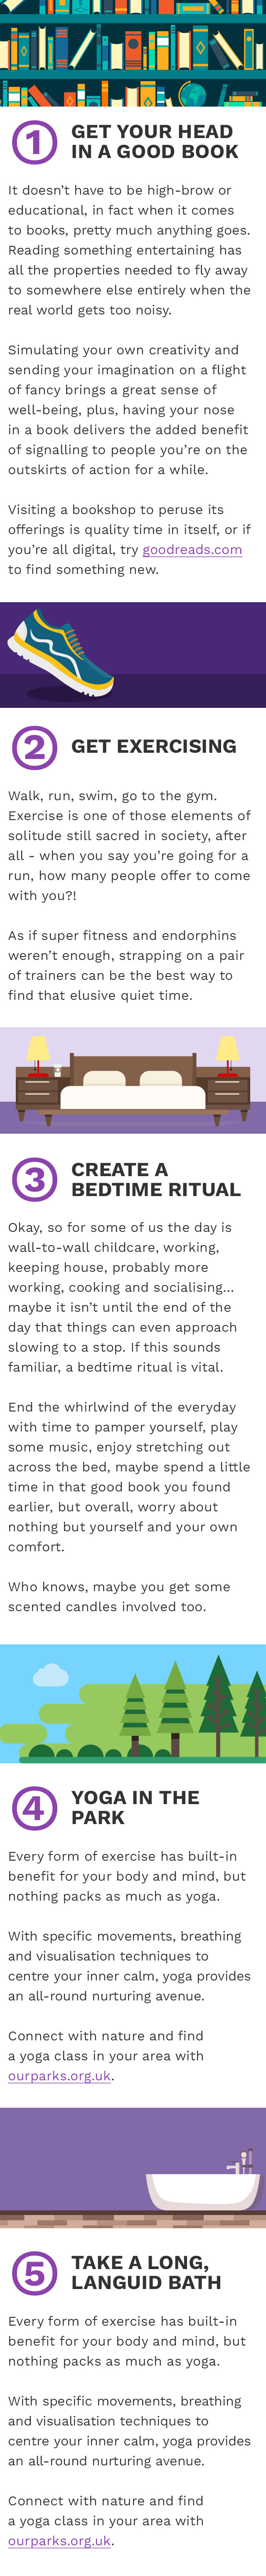 1
GET YOUR HEAD
IN A GOOD BOOK
It doesn't have to be high-brow or
educational, in fact when it comes
to books, pretty much anything goes.
Reading something entertaining has
all the properties needed to fly away
to somewhere else entirely when the
real world gets too noisy.
Simulating your own creativity and
sending your imagination on a flight
of fancy brings a great sense of
well-being, plus, having your nose
in a book delivers the added benefit
of signalling to people you're on the
outskirts of action for a while.
Visiting a bookshop to peruse its
offerings is quality time in itself, or if
you're all digital, try goodreads.com
to find something new.
2
GET EXERCISING
Walk, run, swim, go to the gym.
Exercise is one of those elements of
solitude still sacred in society, after
all - when you say you're going for a
run, how many people offer to come
with you?!
As if super fitness and endorphins
weren't enough, strapping on a pair
of trainers can be the best way to
find that elusive quiet time.
3
CREATE A
BEDTIME RITUAL
Okay, so for some of us the day is
wall-to-wall childcare, working,
keeping house, probably more
working, cooking and socialising...
maybe it isn't until the end of the
day that things can even approach
slowing to a stop. If this sounds
familiar, a bedtime ritual is vital.
End the whirlwind of the everyday
with time to pamper yourself, play
some music, enjoy stretching out
across the bed, maybe spend a little
time in that good book you found
earlier, but overall, worry about
nothing but yourself and your own
comfort.
Who knows, maybe you get some
scented candles involved too.
4
YOGA IN THE
PARK
Every form of exercise has built-in
benefit for your body and mind, but
nothing packs as much as yoga.
With specific movements, breathing
and visualisation techniques to
centre your inner calm, yoga provides
an all-round nurturing avenue.
Connect with nature and find
a yoga class in your area with
ourparks.org.uk.
5
TAKE A LONG,
LANGUID BATH
Every form of exercise has built-in
benefit for your body and mind, but
nothing packs as much as yoga.
With specific movements, breathing
and visualisation techniques to
centre your inner calm, yoga provides
an all-round nurturing avenue.
Connect with nature and find
a yoga class in your area with
ourparks.org.uk.